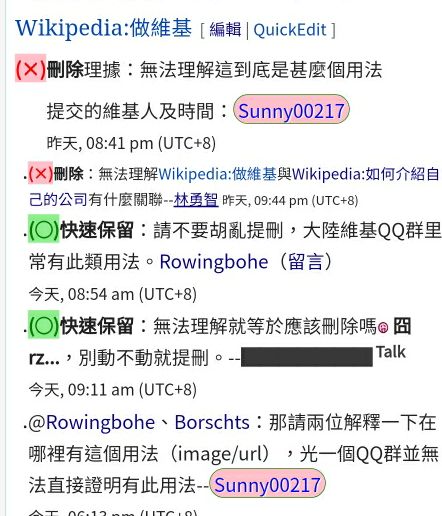 Wikipedia:做維基 [ 編輯 | QuickEdit ]
(×)刪除理據：無法理解這到底是甚麼個用法
提交的維基人及時間：Sunny00217
昨天, 08:41 pm (UTC+8)
.(×)刪除：無法理解Wikipedia:做維基與Wikipedia:如何介紹自
己的公司有什麼關聯--林勇智 昨天, 09:44 pm (UTC+8)
.(○)快速保留：請不要胡亂提刪，大陸維基QQ群里
常有此類用法。Rowingbohe（留言）
今天, 08:54 am (UTC+8)
.(○)快速保留：無法理解就等於應該刪除嗎 囧
rz...，別動不動就提刪。-- Talk
今天, 09:11 am (UTC+8)
.@Rowingbohe、Borschts：那請兩位解釋一下在
哪裡有這個用法（image/url），光一個QQ群並無
法直接證明有此用法--Sunny00217
今天, 06:13 pm (UTC+8)